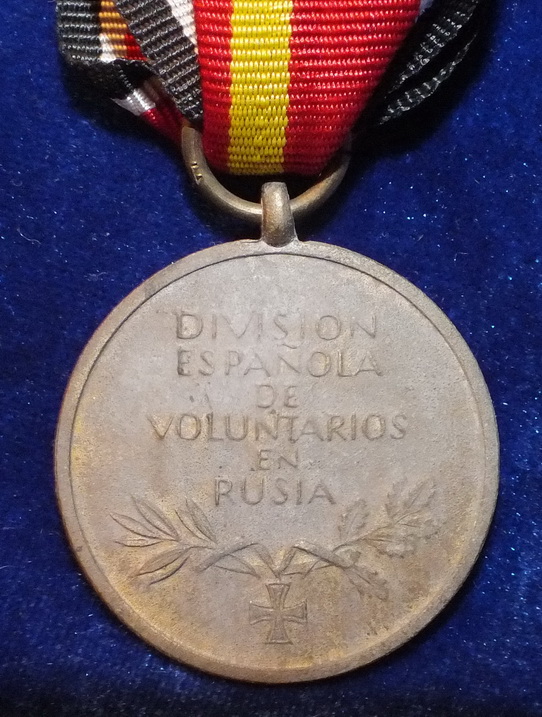 DIVISION
ESPAÑOLA
DE
VOLUNTARIOS
EN
RUSIA